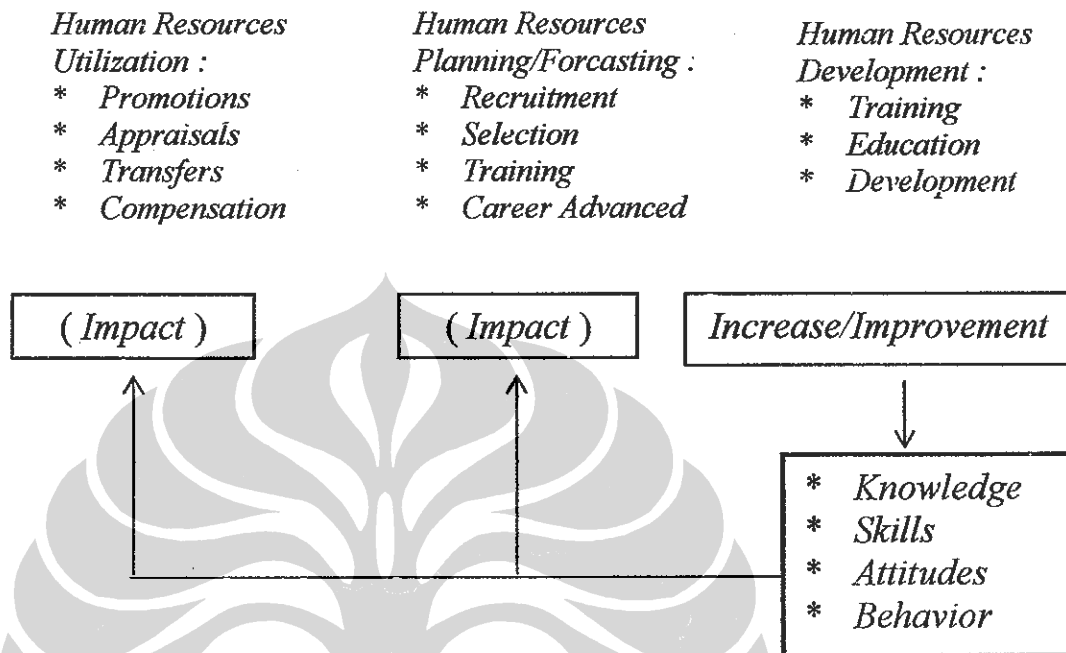 Human Resources
Utilization :
* Promotions
* Appraisals
* Transfers
* Compensation
Human Resources
Planning/Forcasting :
* Recruitment
* Selection
* Training
* Career Advanced
Human Resources
Development :
* Training
* Education
* Development
( Impact )
( Impact )
Increase/Improvement
* Knowledge
* Skills
* Attitudes
* Behavior